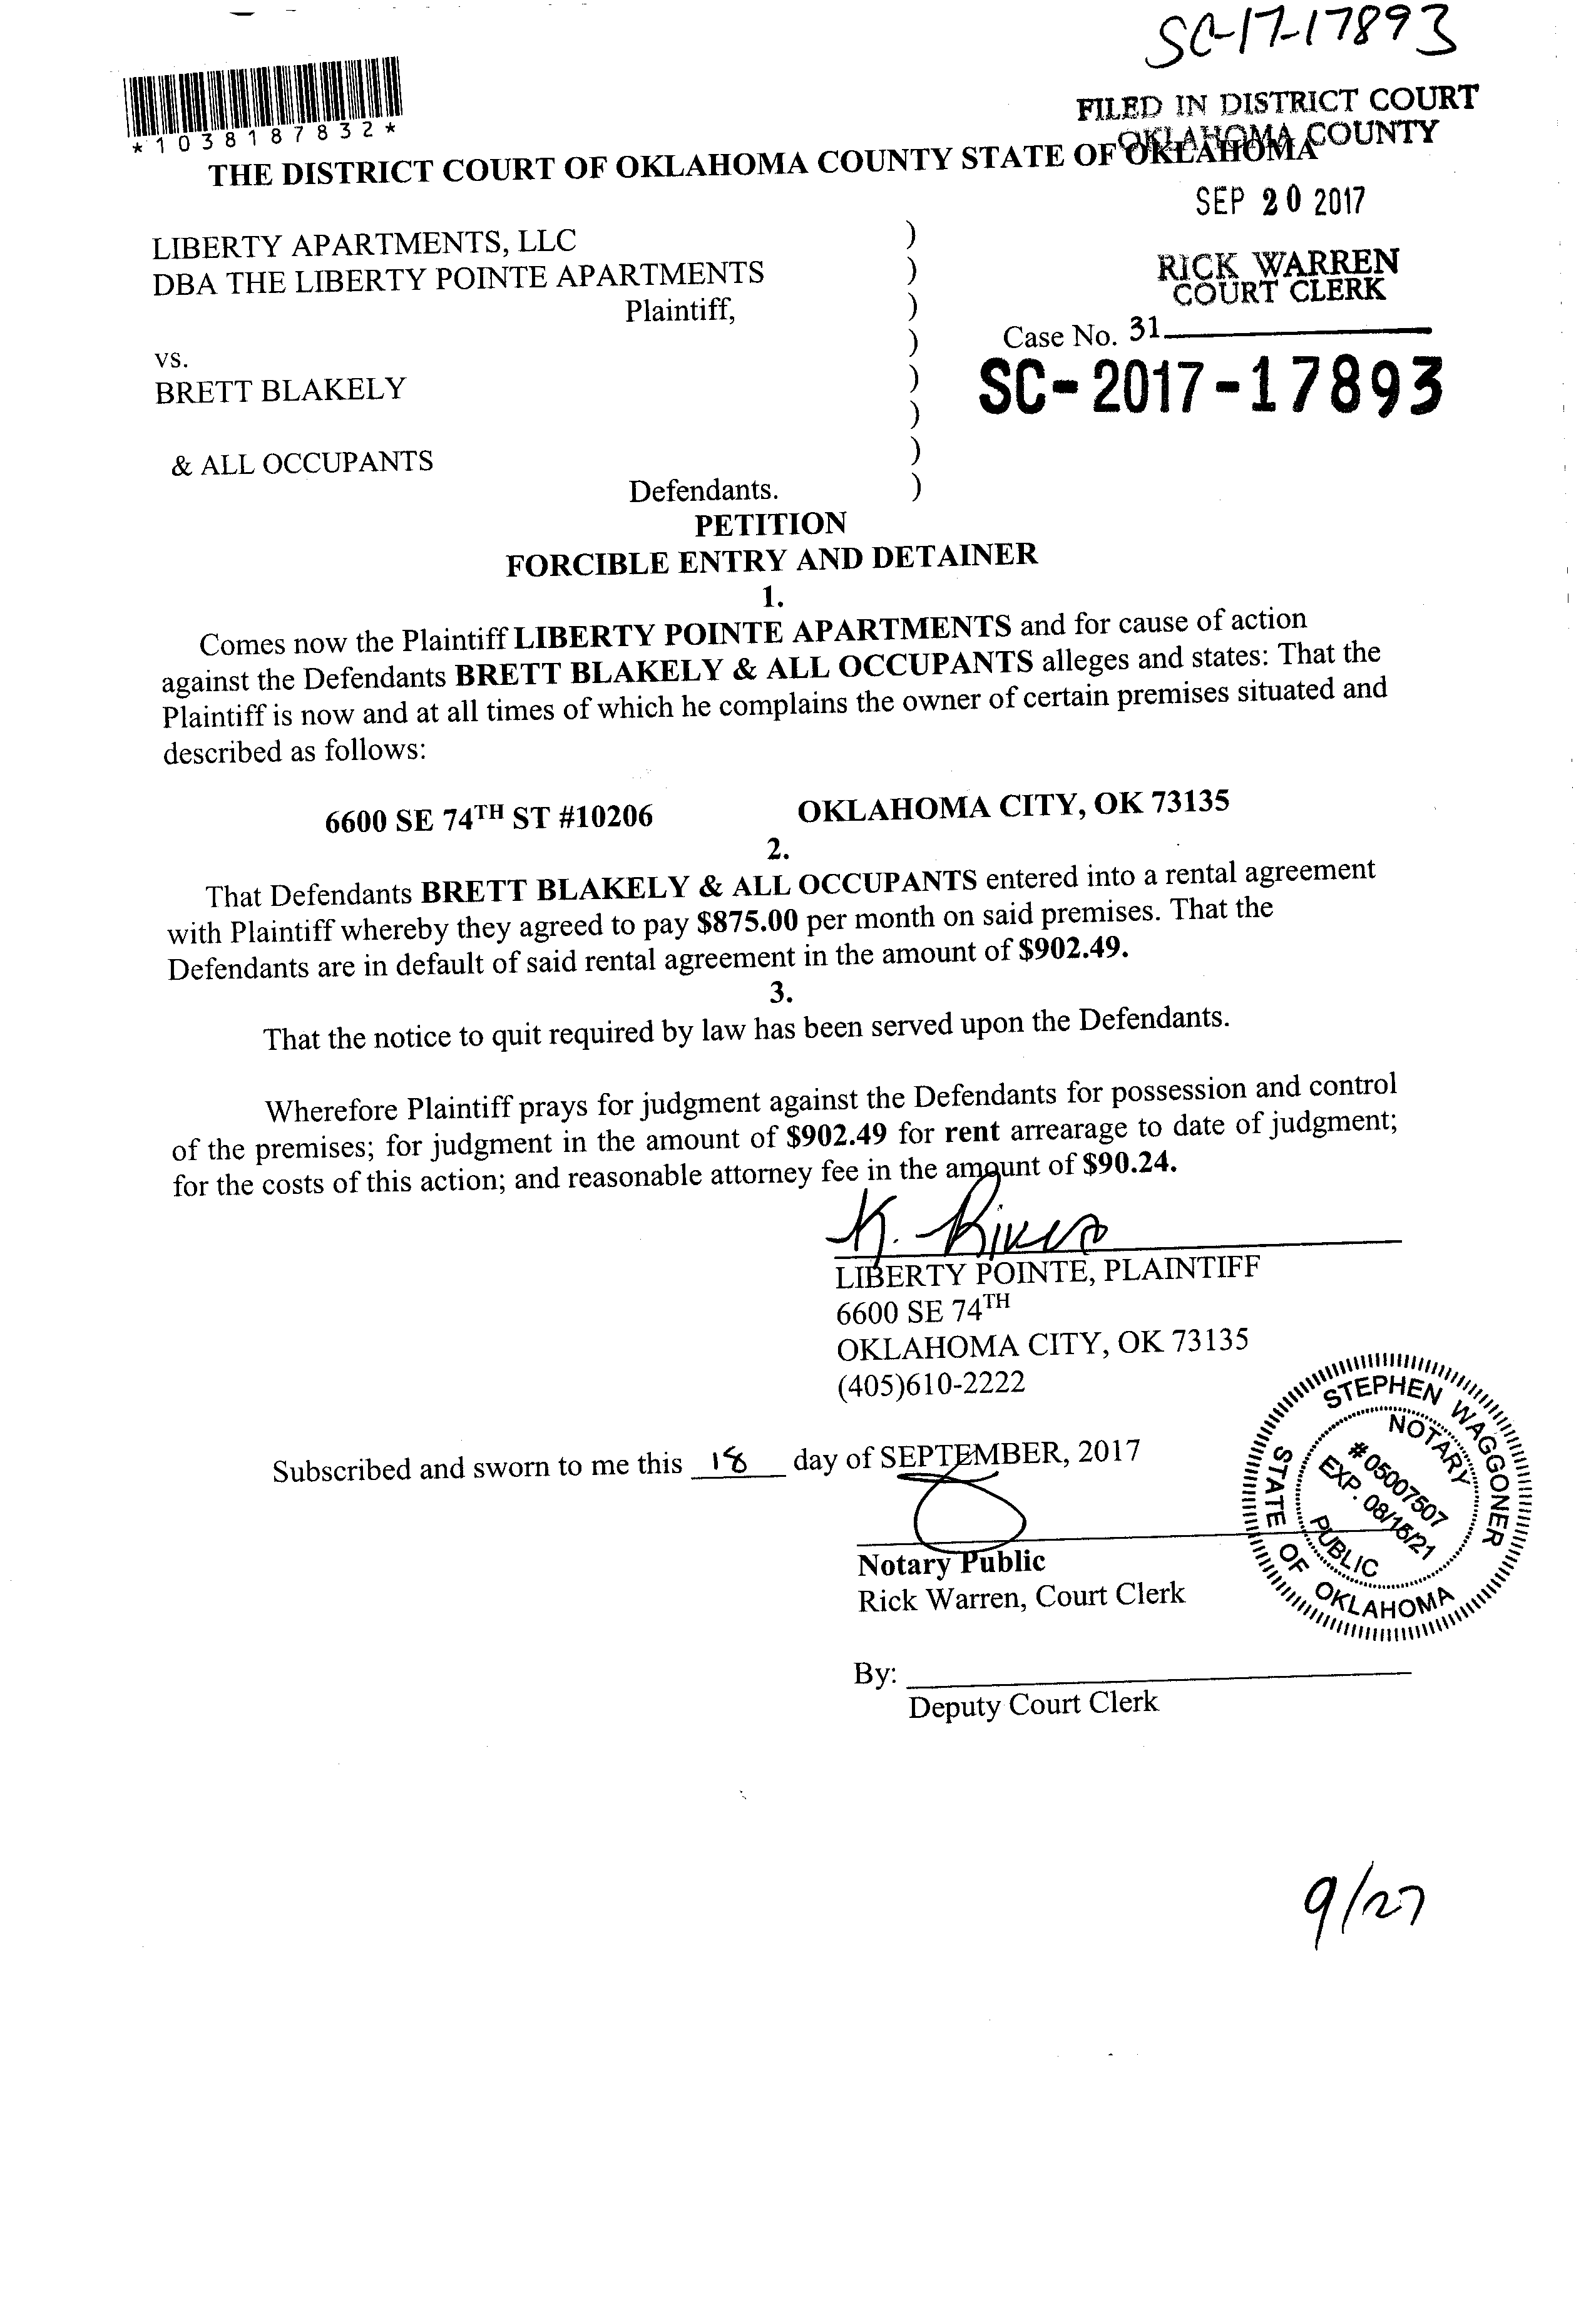 SC-17-17893
*1038187832*
FILED IN DISTRICT COURT
OKLAHOMA COUNTY
THE DISTRICT COURT OF OKLAHOMA COUNTY STATE OF OKLAHOMA
SEP 20 2017
LIBERTY APARTMENTS, LLC )
DBA THE LIBERTY POINTE APARTMENTS )
Plaintiff, )
RICK WARREN
COURT CLERK
)
Case No. 31
vs.
BRETT BLAKELY )
SC-2017-17893
)
& ALL OCCUPANTS )
Defendants. )
PETITION
FORCIBLE ENTRY AND DETAINER
1.
Comes now the Plaintiff LIBERTY POINTE APARTMENTS and for cause of action
against the Defendants BRETT BLAKELY & ALL OCCUPANTS alleges and states: That the
Plaintiff is now and at all times of which he complains the owner of certain premises situated and
described as follows:
6600 SE 74TH ST #10206 OKLAHOMA CITY, OK 73135
2.
That Defendants BRETT BLAKELY & ALL OCCUPANTS entered into a rental agreement
with Plaintiff whereby they agreed to pay $875.00 per month on said premises. That the
Defendants are in default of said rental agreement in the amount of $902.49.
3.
That the notice to quit required by law has been served upon the Defendants.
Wherefore Plaintiff prays for judgment against the Defendants for possession and control
of the premises; for judgment in the amount of $902.49 for rent arrearage to date of judgment;
for the costs of this action; and reasonable attorney fee in the amount of $90.24.
K.
LIBERTY POINTE, PLAINTIFF
6600 SE 74TH
OKLAHOMA CITY, OK 73135
(405)610-2222
Subscribed and sworn to me this 18 day of SEPTEMBER, 2017
STEPHEN WAGGONER
NOTARY
#05007507
EXP. 08/15/21
PUBLIC
STATE OF OKLAHOMA
Notary Public
Rick Warren, Court Clerk
By:
Deputy Court Clerk
9/27